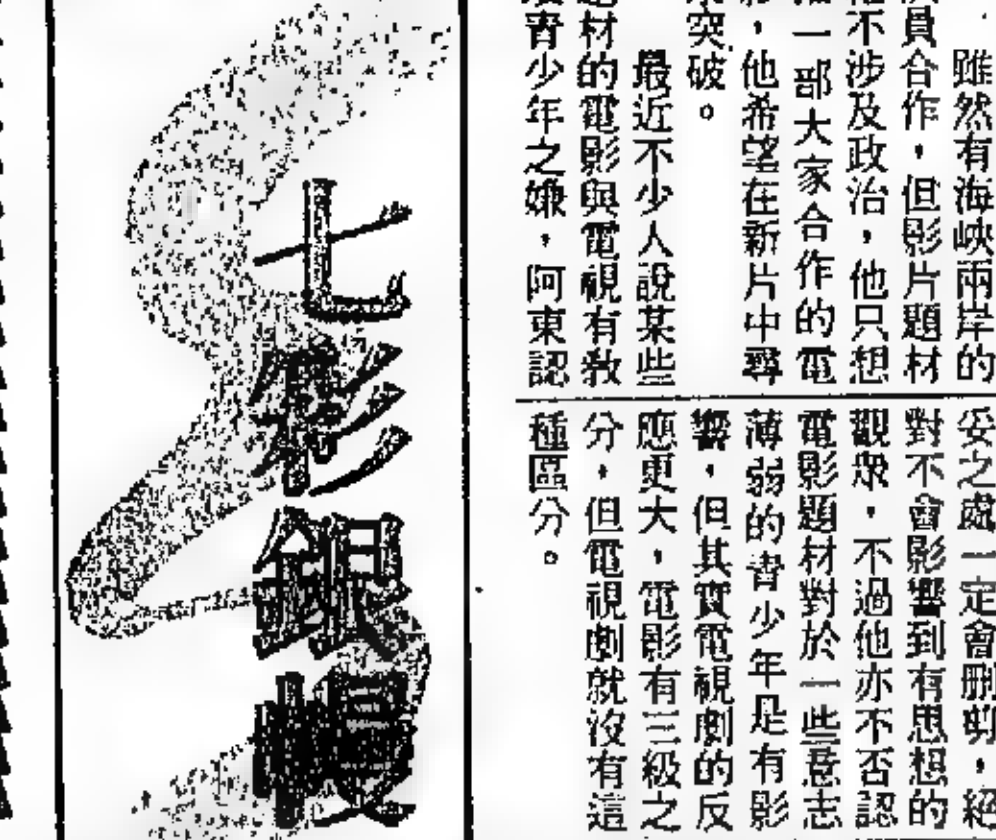 雖然有海峽兩岸的
員合作，但影片題材
不涉及政治，他只想
一部大家合作的電
，他希望在新片中尋
突破。
最近不少人說某些
材的電影與電視有教
青少年之嫌，阿東認
妥之處一定會刪剪，絕
對不會影響到有思想的
觀眾，不過他亦不否認
電影題材對於一些意志
薄弱的青少年是有影
響，但其實電視劇的反
應更大，電影有三級之
分，但電視劇就沒有這
種區分。
七彩銀幔